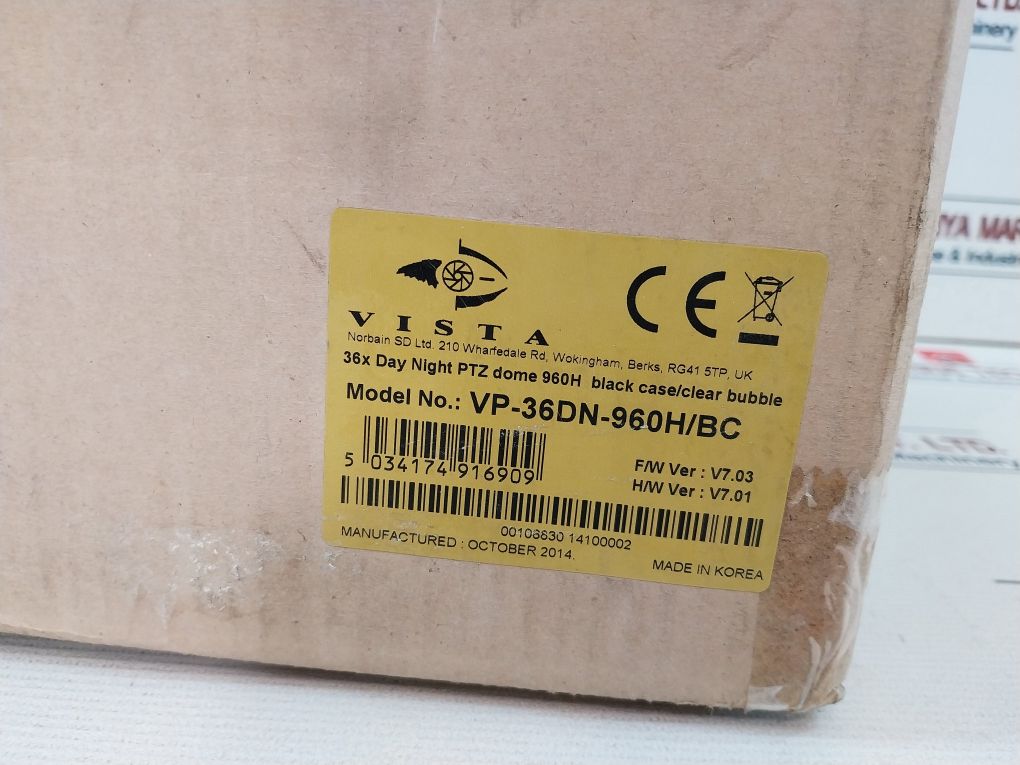 VISTA
Norbain SD Ltd. 210 Wharfedale Rd, Wokingham, Berks, RG41 5TP, UK
36x Day Night PTZ dome 960H black case/clear bubble
Model No.: VP-36DN-960H/BC
5 034174 916909
F/W Ver : V7.03
H/W Ver : V7.01
00106830 14100002
MANUFACTURED : OCTOBER 2014.
MADE IN KOREA
CE